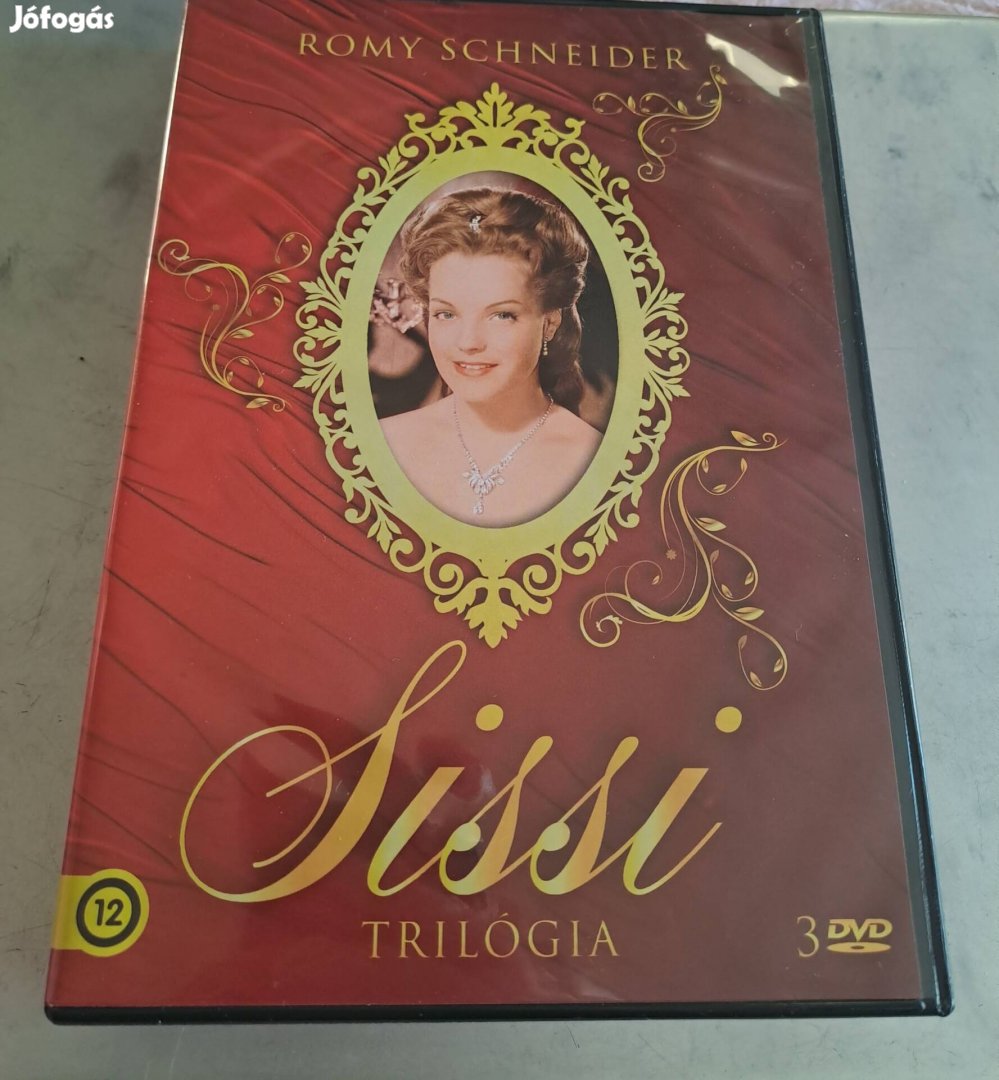 Jófogás
ROMY SCHNEIDER
Sissi
12
TRILÓGIA
3 DVD